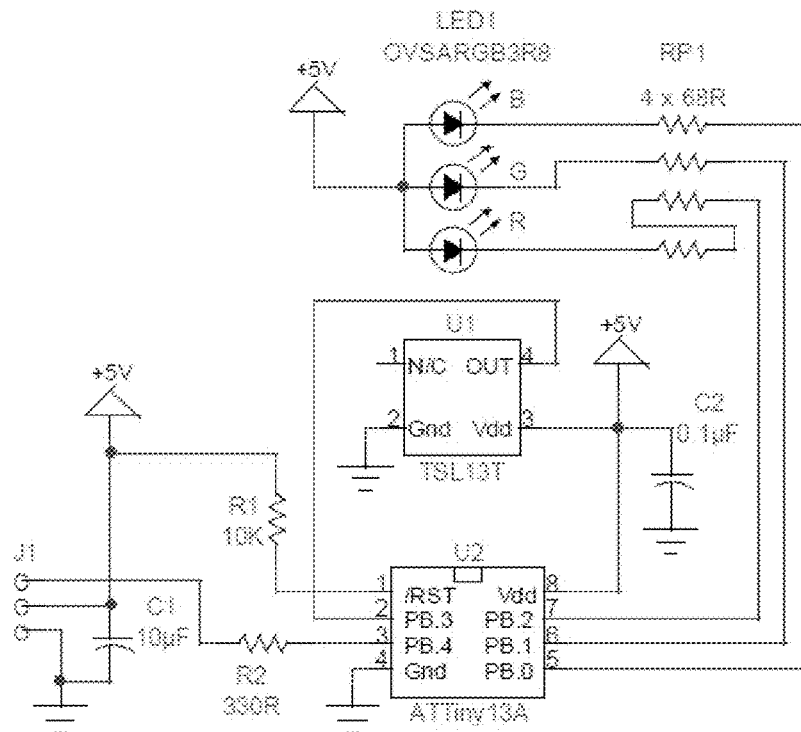 LED1
OVSARGB3R8
RP1
4 x 68R
+5V
B
G
R
U1
1 N/C OUT 4
2 Gnd Vdd 3
TSL13T
+5V
C2
0.1µF
+5V
R1
10K
J1
C1
10µF
R2
330R
U2
1 /RST Vdd 8
2 PB.3 PB.2 7
3 PB.4 PB.1 6
4 Gnd PB.0 5
ATTiny13A